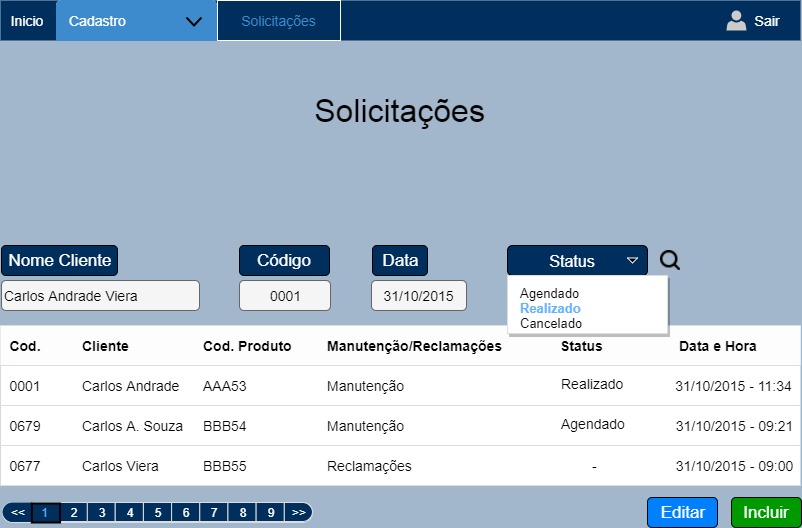 Inicio Cadastro Solicitações Sair
Solicitações
Nome Cliente Código Data Status
Carlos Andrade Viera 0001 31/10/2015
Agendado
Realizado
Cancelado
Cod. Cliente Cod. Produto Manutenção/Reclamações Status Data e Hora
0001 Carlos Andrade AAA53 Manutenção Realizado 31/10/2015 - 11:34
0679 Carlos A. Souza BBB54 Manutenção Agendado 31/10/2015 - 09:21
0677 Carlos Viera BBB55 Reclamações - 31/10/2015 - 09:00
<< 1 2 3 4 5 6 7 8 9 >> Editar Incluir